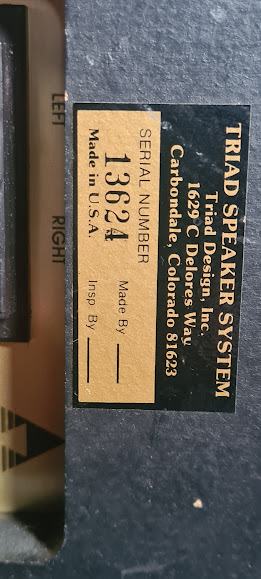 TRIAD SPEAKER SYSTEM
Triad Design, Inc.
1629 C Delores Way
Carbondale, Colorado 81623
SERIAL NUMBER
13624
Made in U.S.A.
Made By
Insp. By
LEFT
RIGHT